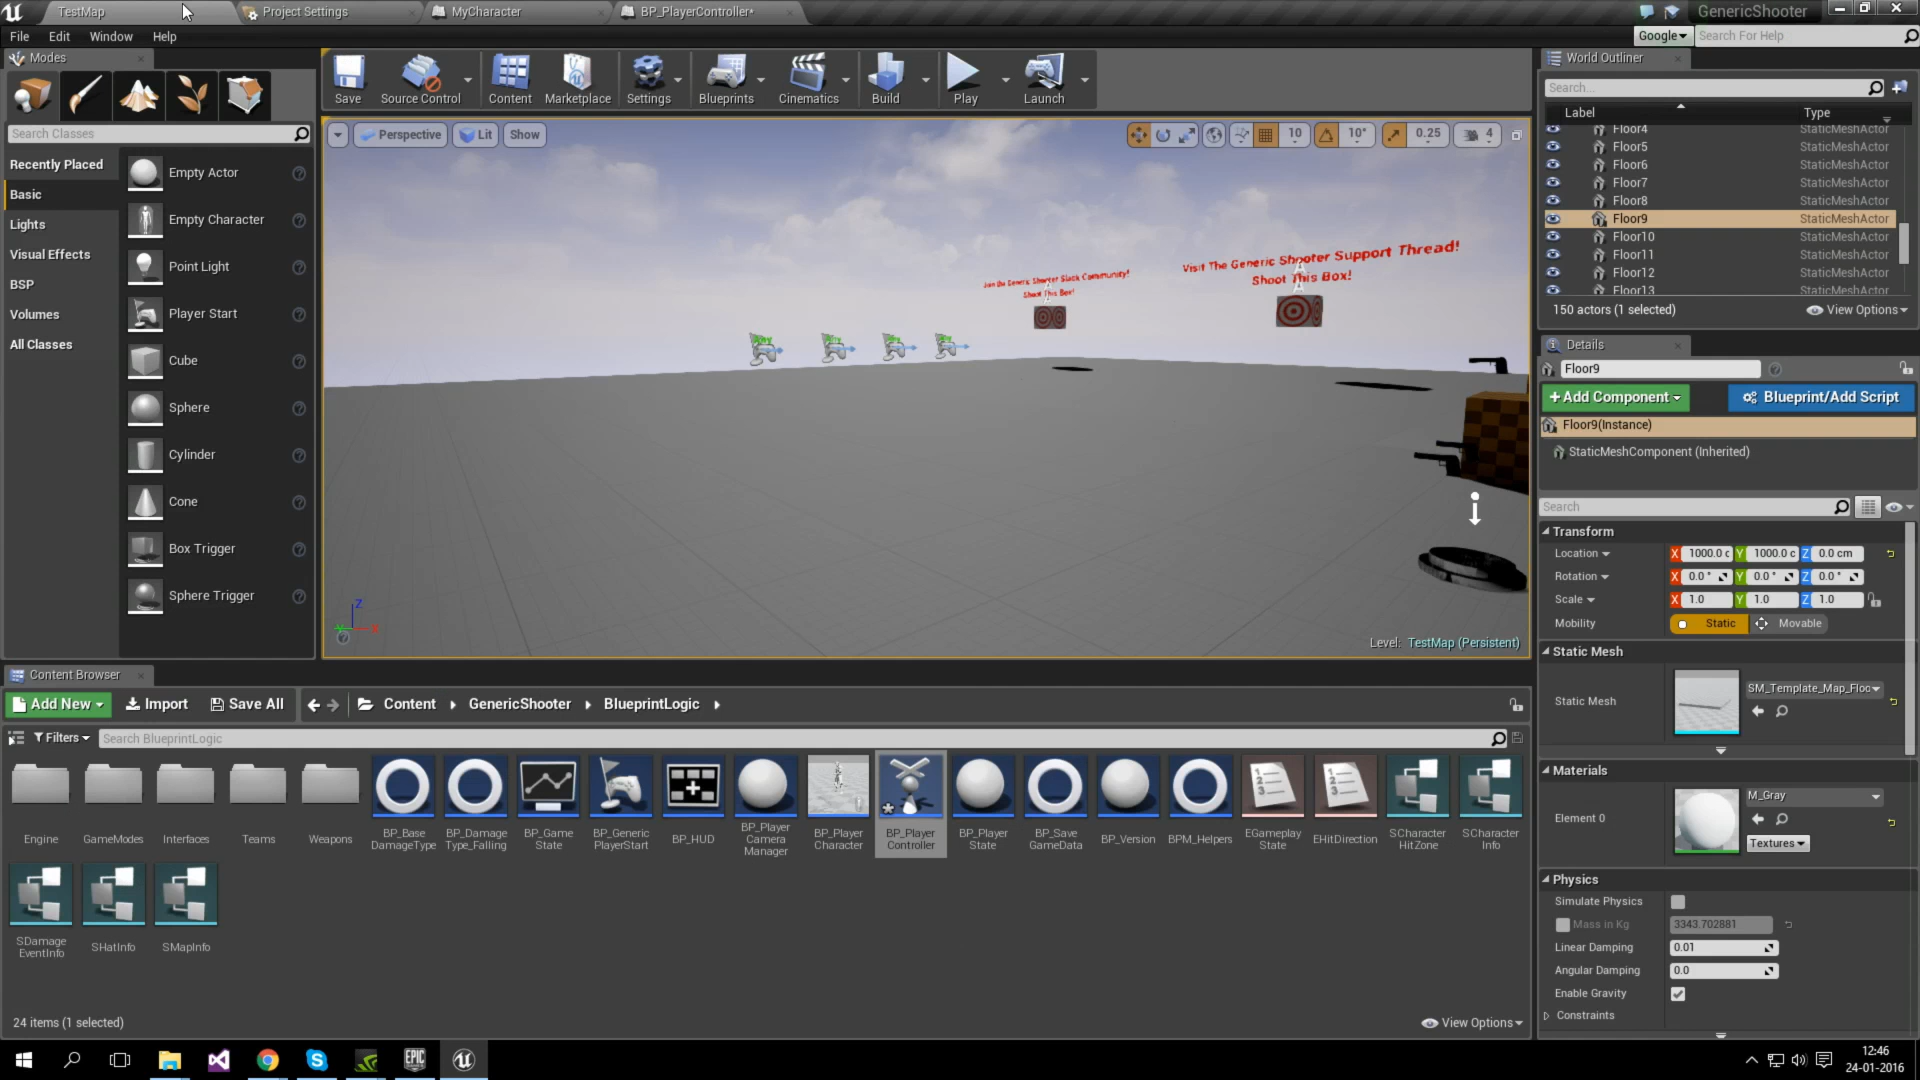 TestMap
Project Settings
MyCharacter
BP_PlayerController*
GenericShooter
File Edit Window Help
Google
Search For Help
Modes
Save
Source Control
Content
Marketplace
Settings
Blueprints
Cinematics
Build
Play
Launch
World Outliner
Search...
Label
Type
Search Classes
Perspective
Lit
Show
10
10°
0.25
4
Floor4 StaticMeshActor
Floor5 StaticMeshActor
Floor6 StaticMeshActor
Floor7 StaticMeshActor
Floor8 StaticMeshActor
Floor9 StaticMeshActor
Floor10 StaticMeshActor
Floor11 StaticMeshActor
Floor12 StaticMeshActor
Floor13 StaticMeshActor
150 actors (1 selected)
View Options
Recently Placed
Basic
Lights
Visual Effects
BSP
Volumes
All Classes
Empty Actor
Empty Character
Point Light
Player Start
Cube
Sphere
Cylinder
Cone
Box Trigger
Sphere Trigger
Join the Generic Shooter Slack Community!
Shoot This Box!
Visit The Generic Shooter Support Thread!
Shoot This Box!
Z
X
Level: TestMap (Persistent)
Details
Floor9
+Add Component
Blueprint/Add Script
Floor9(Instance)
StaticMeshComponent (Inherited)
Search
Transform
Location X 1000.0 c Y 1000.0 c Z 0.0 cm
Rotation X 0.0 ° Y 0.0 ° Z 0.0 °
Scale X 1.0 Y 1.0 Z 1.0
Mobility Static Movable
Static Mesh
Static Mesh
SM_Template_Map_Floo
Materials
Element 0
M_Gray
Textures
Physics
Simulate Physics
Mass in Kg 3343.702881
Linear Damping 0.01
Angular Damping 0.0
Enable Gravity
Constraints
Content Browser
Add New
Import
Save All
Content
GenericShooter
BlueprintLogic
Filters
Search BlueprintLogic
Engine
GameModes
Interfaces
Teams
Weapons
BP_Base
DamageType
BP_Damage
Type_Falling
BP_Game
State
BP_Generic
PlayerStart
BP_HUD
BP_Player
Camera
Manager
BP_Player
Character
BP_Player
Controller
BP_Player
State
BP_Save
GameData
BP_Version
BPM_Helpers
EGameplay
State
EHitDirection
SCharacter
HitZone
SCharacter
Info
SDamage
EventInfo
SHatInfo
SMapInfo
24 items (1 selected)
View Options
EPIC
12:46
24-01-2016